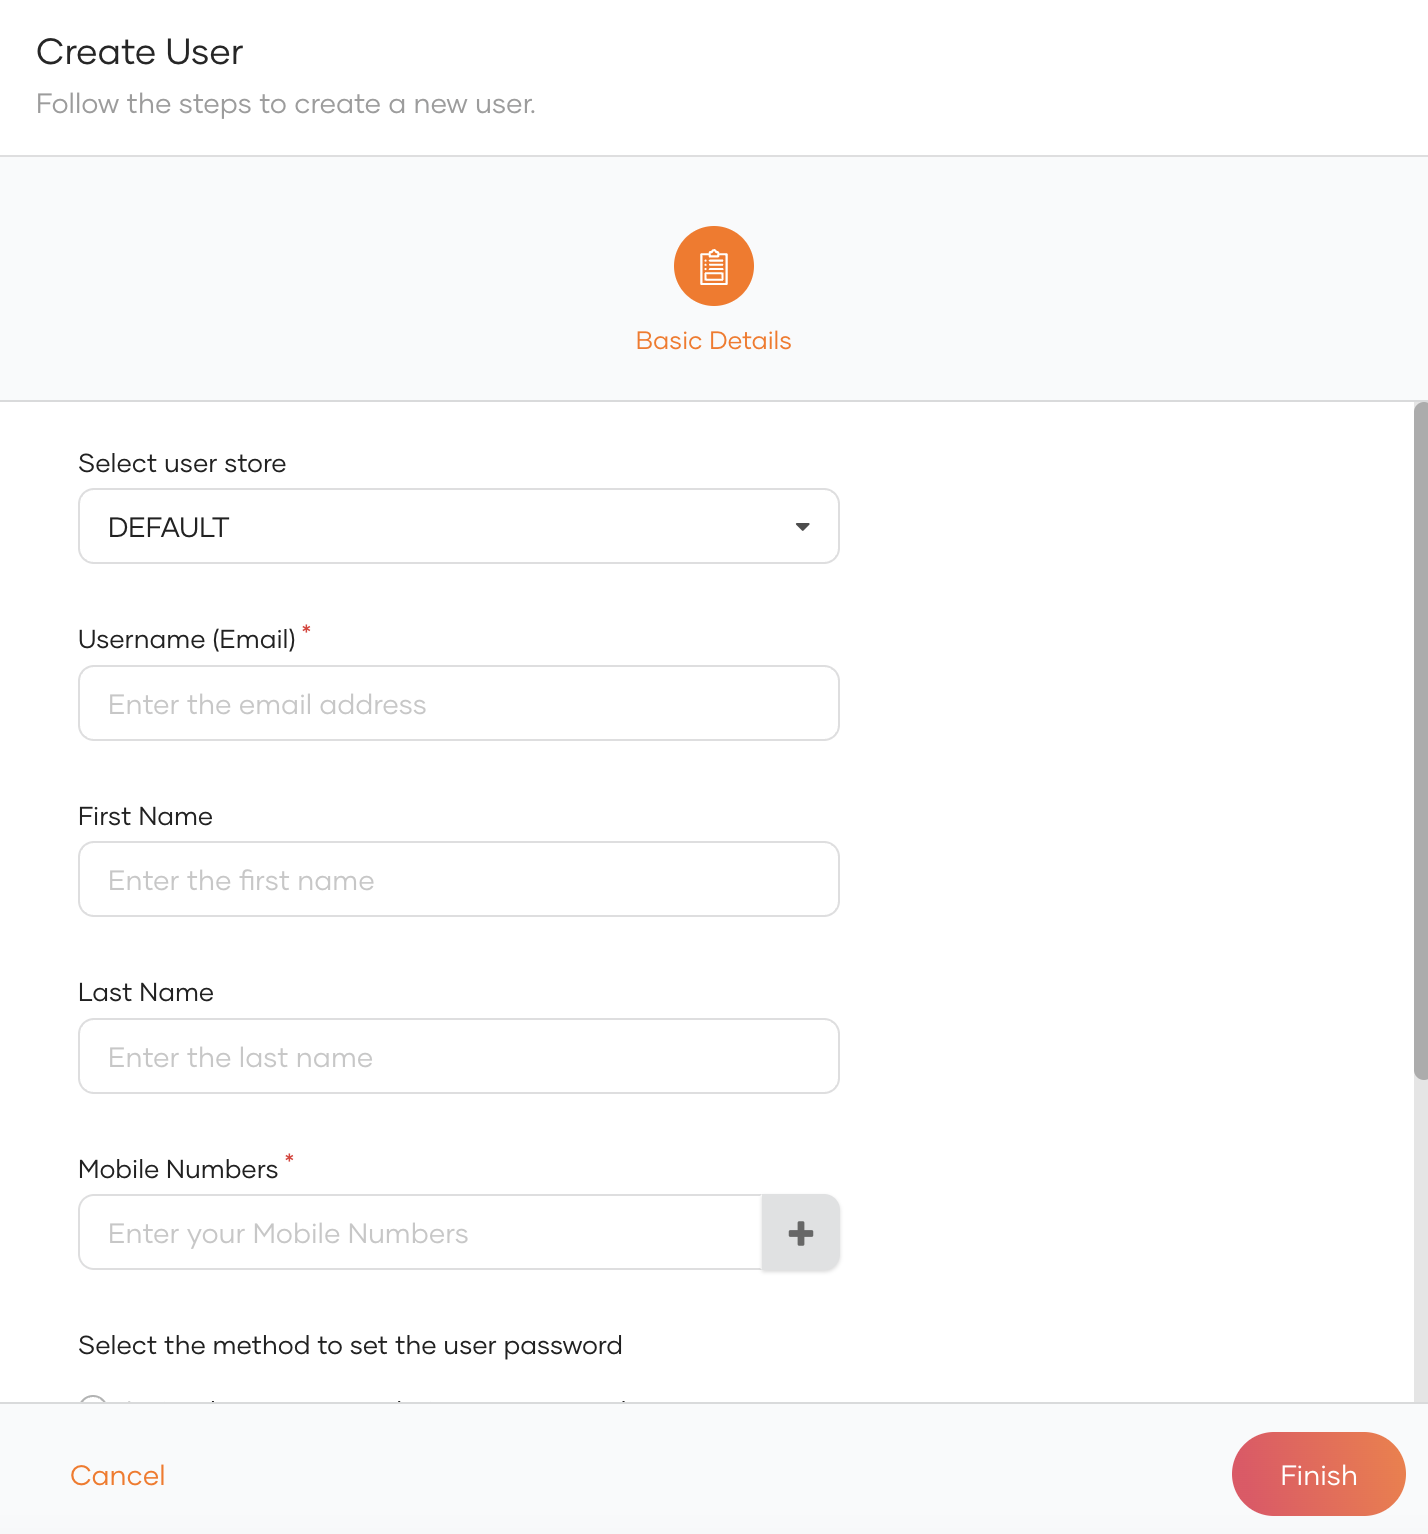 Create User
Follow the steps to create a new user.
Basic Details
Select user store
DEFAULT
Username (Email) *
Enter the email address
First Name
Enter the first name
Last Name
Enter the last name
Mobile Numbers *
Enter your Mobile Numbers
Select the method to set the user password
Cancel
Finish